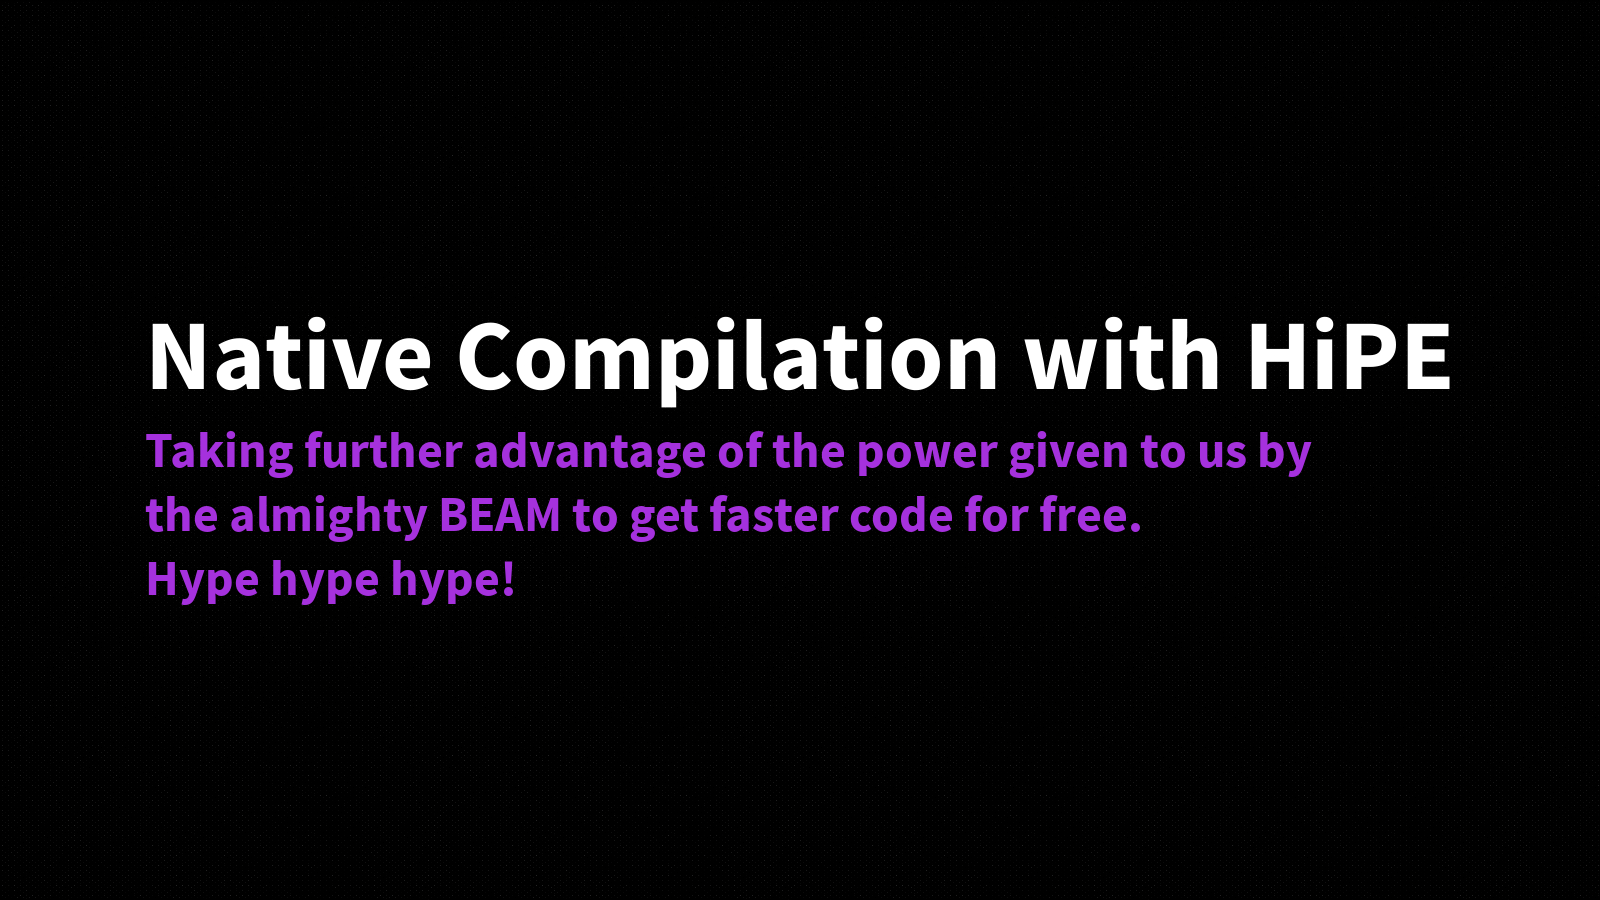 Native Compilation with HiPE
Taking further advantage of the power given to us by
the almighty BEAM to get faster code for free.
Hype hype hype!